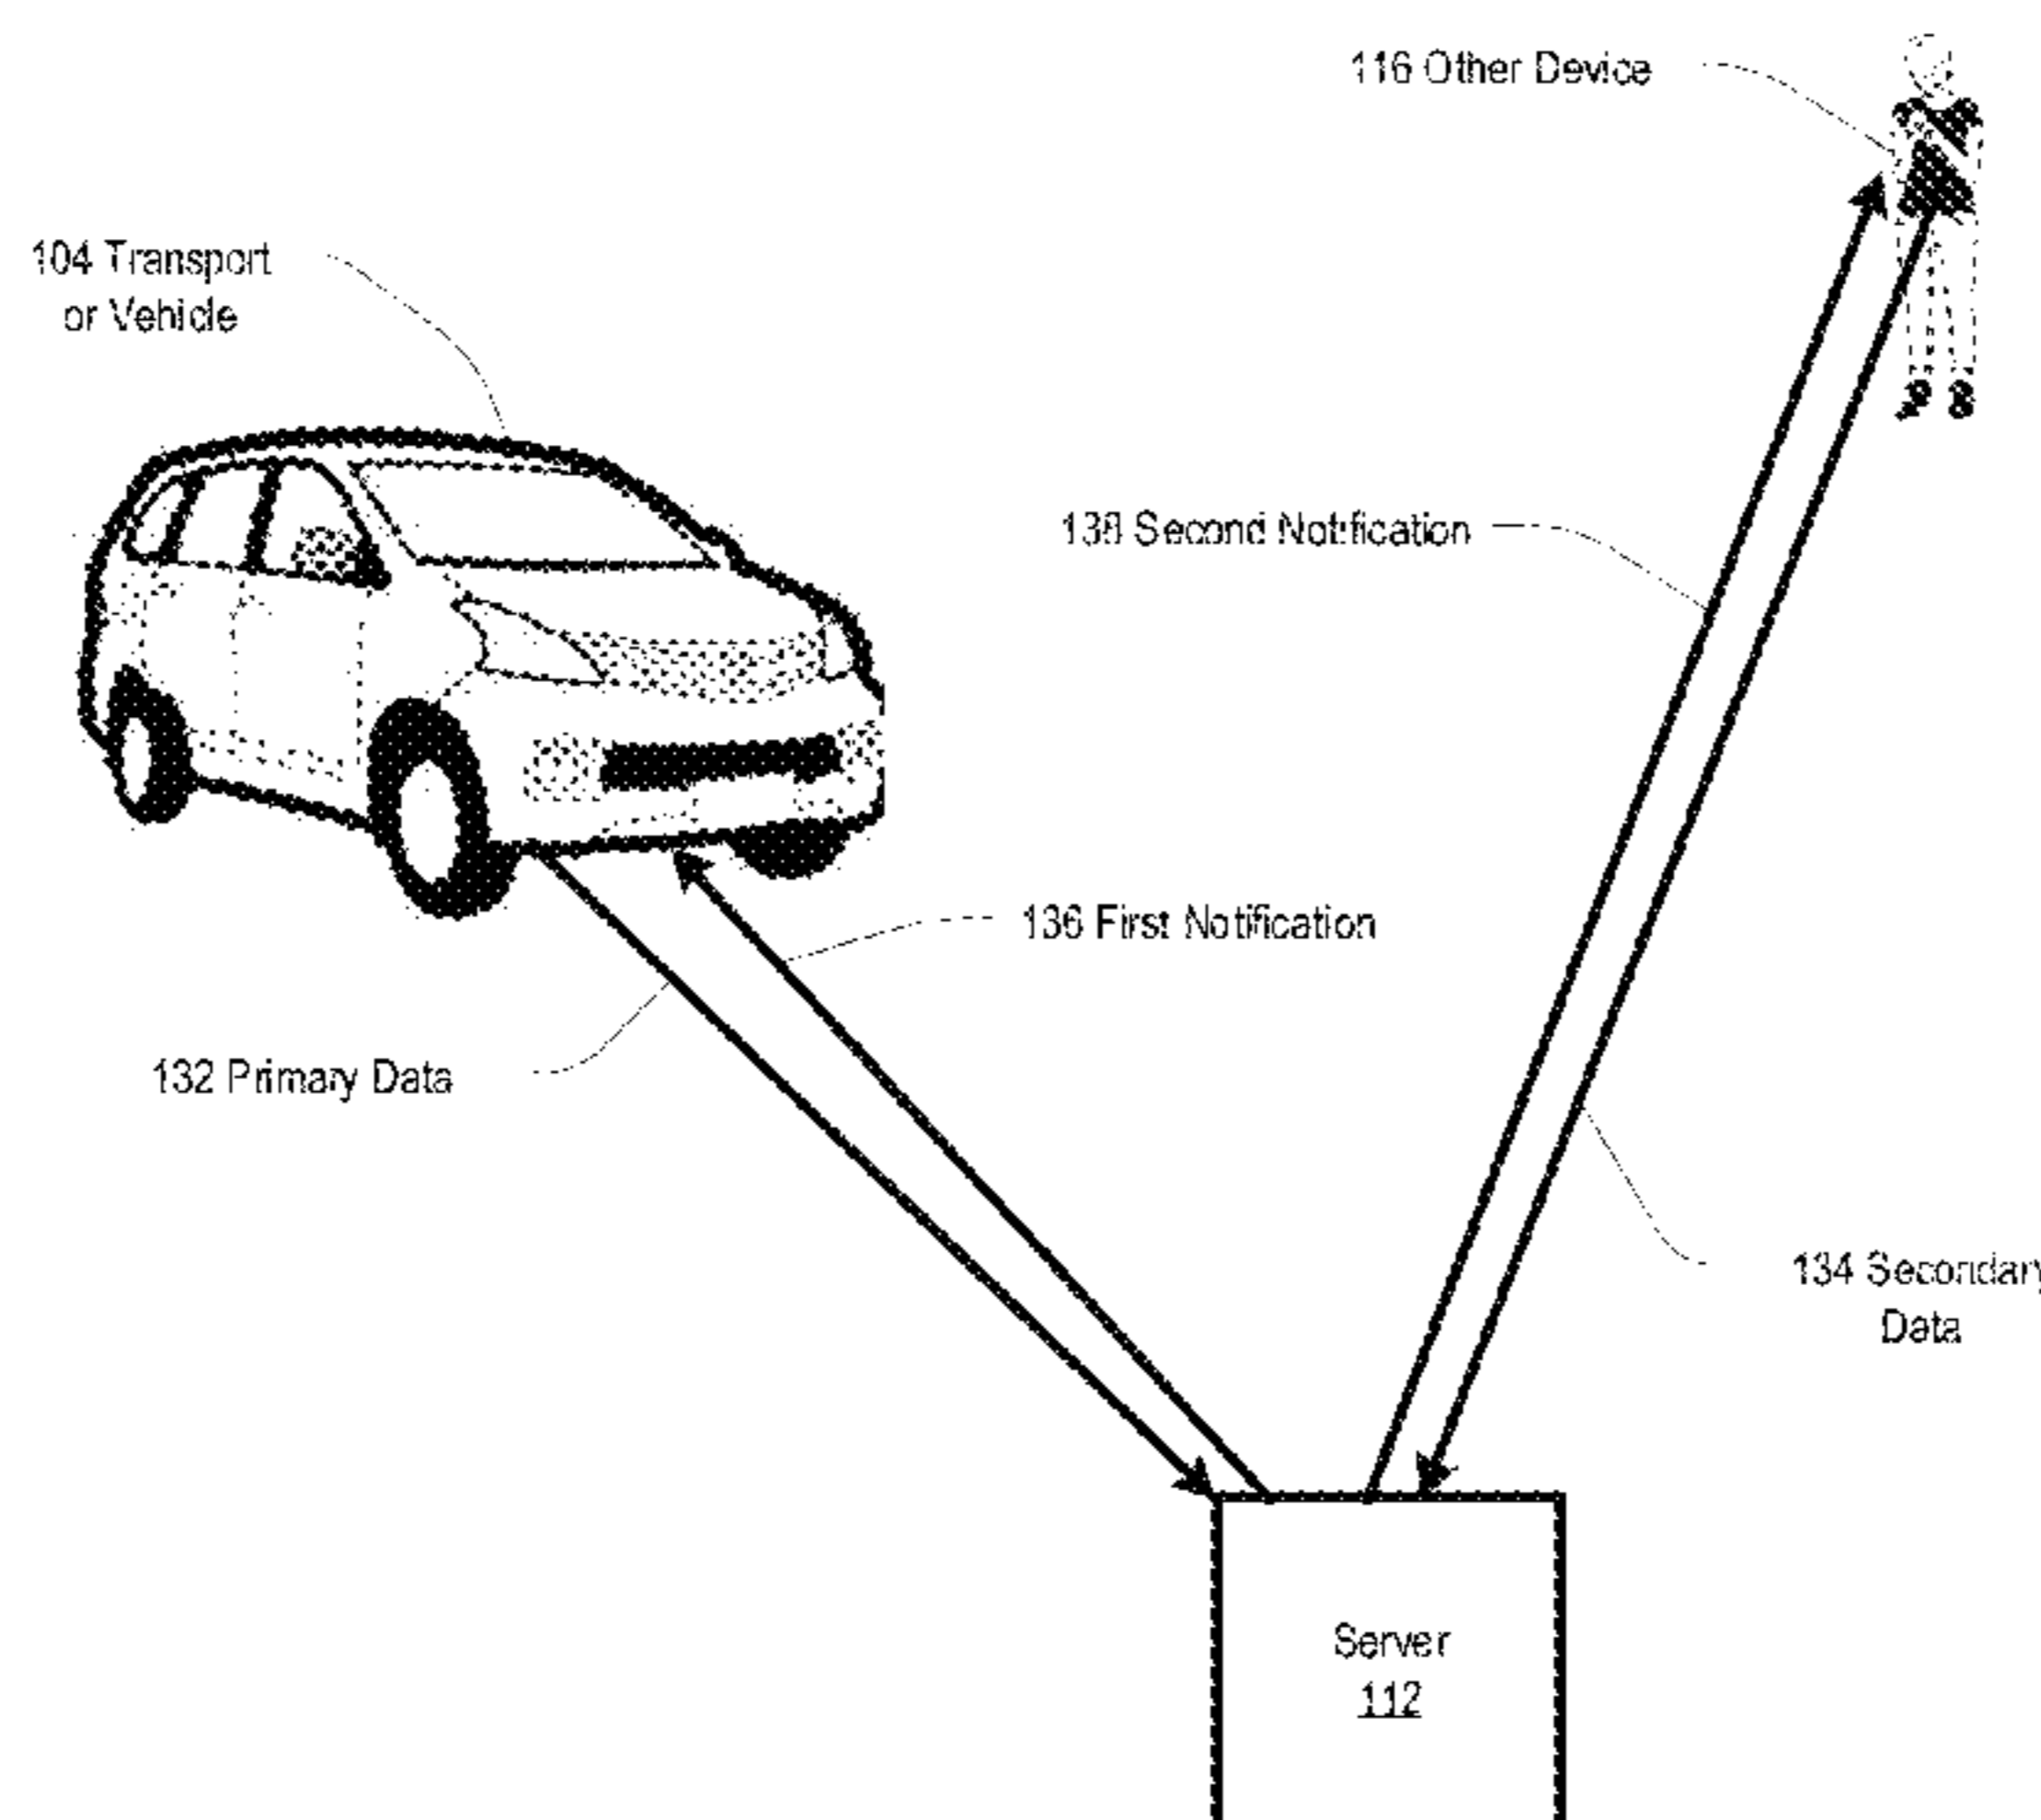 116 Other Device
104 Transport
or Vehicle
138 Second Notification
136 First Notification
132 Primary Data
134 Secondary
Data
Server
112